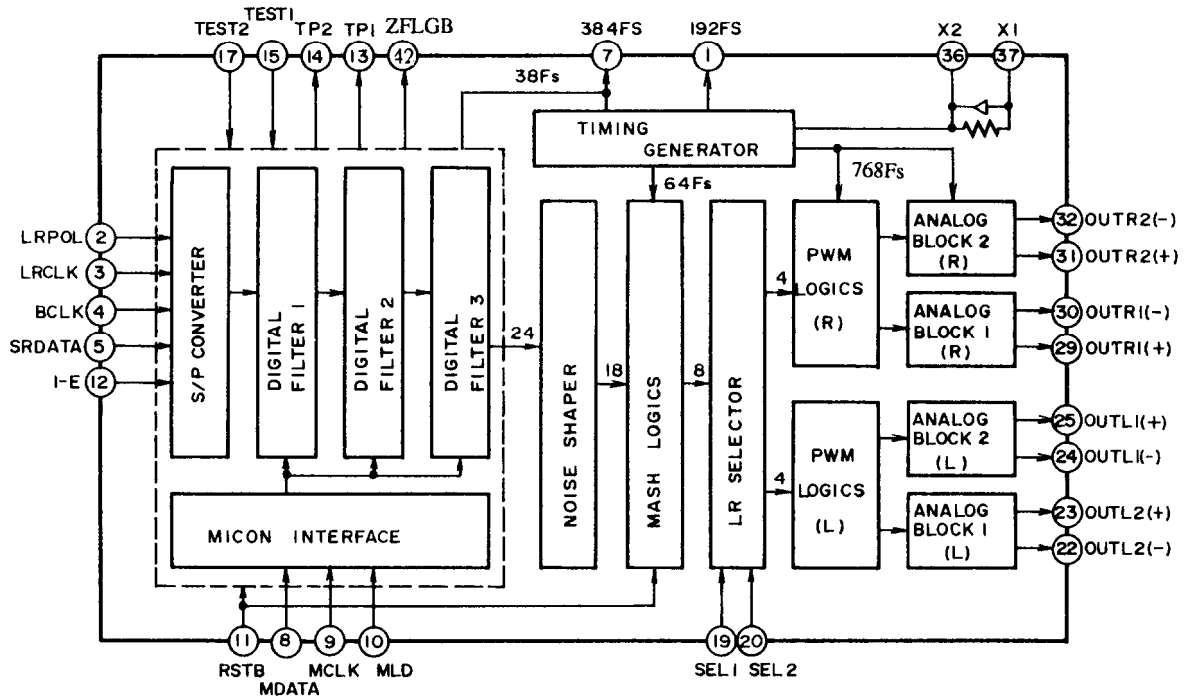 TEST1
TEST2
TP2
TP1
ZFLGB
384FS
192FS
X2
X1
17
15
14
13
42
7
1
36
37
38Fs
TIMING
GENERATOR
64Fs
768Fs
LRPOL 2
LRCLK 3
BCLK 4
SRDATA 5
I-E 12
S/P CONVERTER
DIGITAL
FILTER 1
DIGITAL
FILTER 2
DIGITAL
FILTER 3
24
NOISE SHAPER
18
MASH LOGICS
8
LR SELECTOR
4
4
PWM
LOGICS
(R)
PWM
LOGICS
(L)
ANALOG
BLOCK 2
(R)
ANALOG
BLOCK 1
(R)
ANALOG
BLOCK 2
(L)
ANALOG
BLOCK 1
(L)
32 OUTR2(-)
31 OUTR2(+)
30 OUTR1(-)
29 OUTR1(+)
25 OUTL1(+)
24 OUTL1(-)
23 OUTL2(+)
22 OUTL2(-)
MICON INTERFACE
11
8
9
10
19
20
RSTB
MDATA
MCLK
MLD
SEL1
SEL2